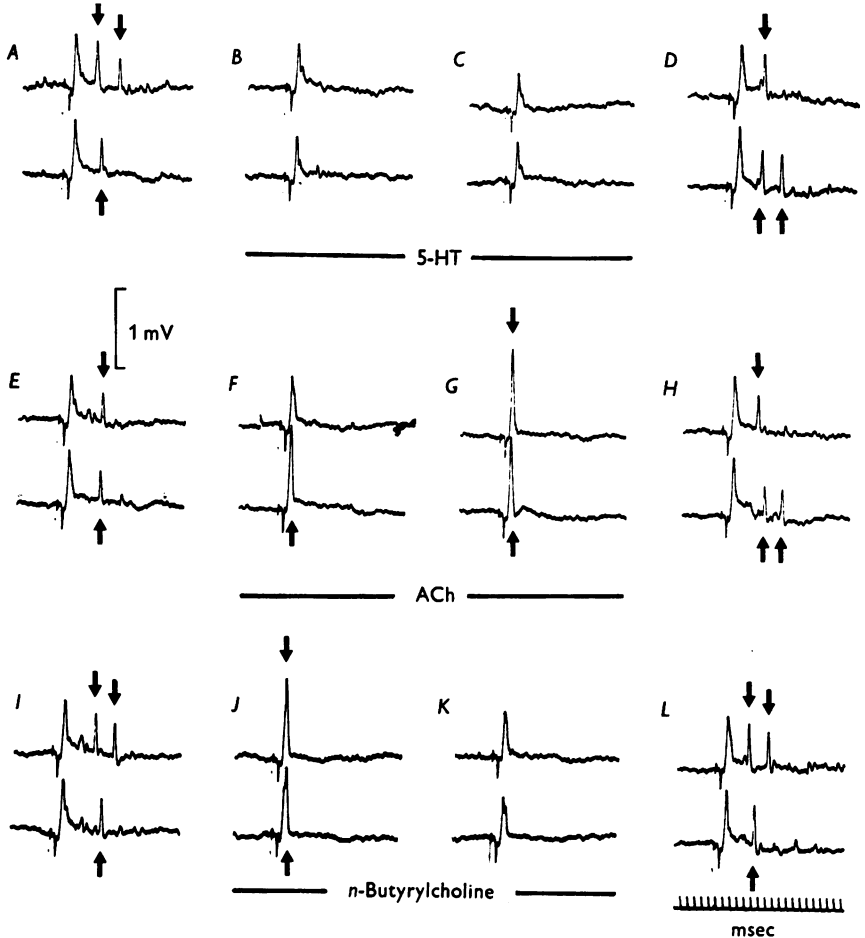 A B C D
5-HT
1 mV
E F G H
ACh
I J K L
n-Butyrylcholine
msec